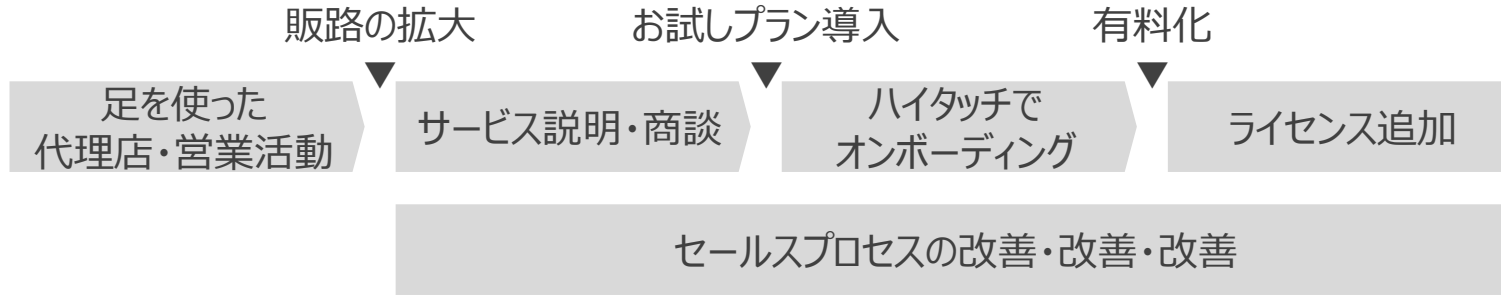 販路の拡大
お試しプラン導入
有料化
足を使った
代理店・営業活動
サービス説明・商談
ハイタッチで
オンボーディング
ライセンス追加
セールスプロセスの改善・改善・改善